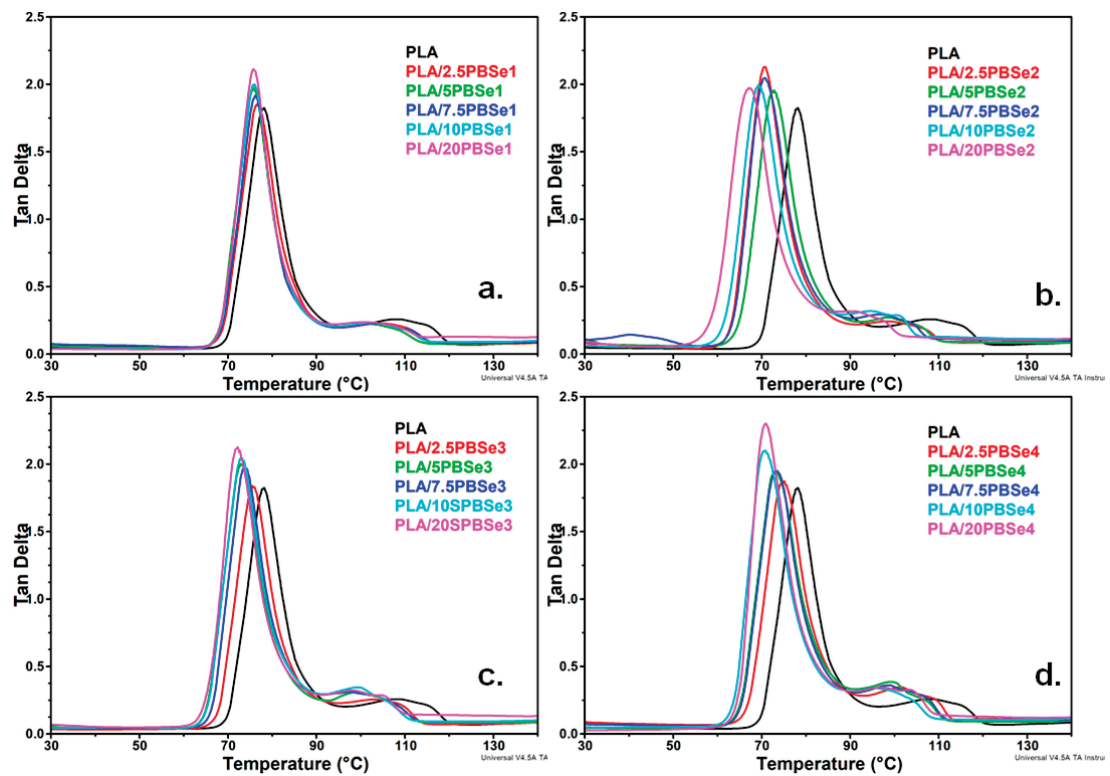 2.5
2.0
1.5
1.0
0.5
0.0
Tan Delta
PLA
PLA/2.5PBSe1
PLA/5PBSe1
PLA/7.5PBSe1
PLA/10PBSe1
PLA/20PBSe1
a.
30 50 70 90 110 130
Temperature (°C)
Universal V4.5A TA
2.5
2.0
1.5
1.0
0.5
0.0
Tan Delta
PLA
PLA/2.5PBSe2
PLA/5PBSe2
PLA/7.5PBSe2
PLA/10PBSe2
PLA/20PBSe2
b.
30 50 70 90 110 130
Temperature (°C)
Universal V4.5A TA Instrur
2.5
2.0
1.5
1.0
0.5
0.0
Tan Delta
PLA
PLA/2.5PBSe3
PLA/5PBSe3
PLA/7.5PBSe3
PLA/10SPBSe3
PLA/20SPBSe3
c.
30 50 70 90 110 130
Temperature (°C)
Universal V4.5A TA
2.5
2.0
1.5
1.0
0.5
0.0
Tan Delta
PLA
PLA/2.5PBSe4
PLA/5PBSe4
PLA/7.5PBSe4
PLA/10PBSe4
PLA/20PBSe4
d.
30 50 70 90 110 130
Temperature (°C)
Universal V4.5A TA Instrur